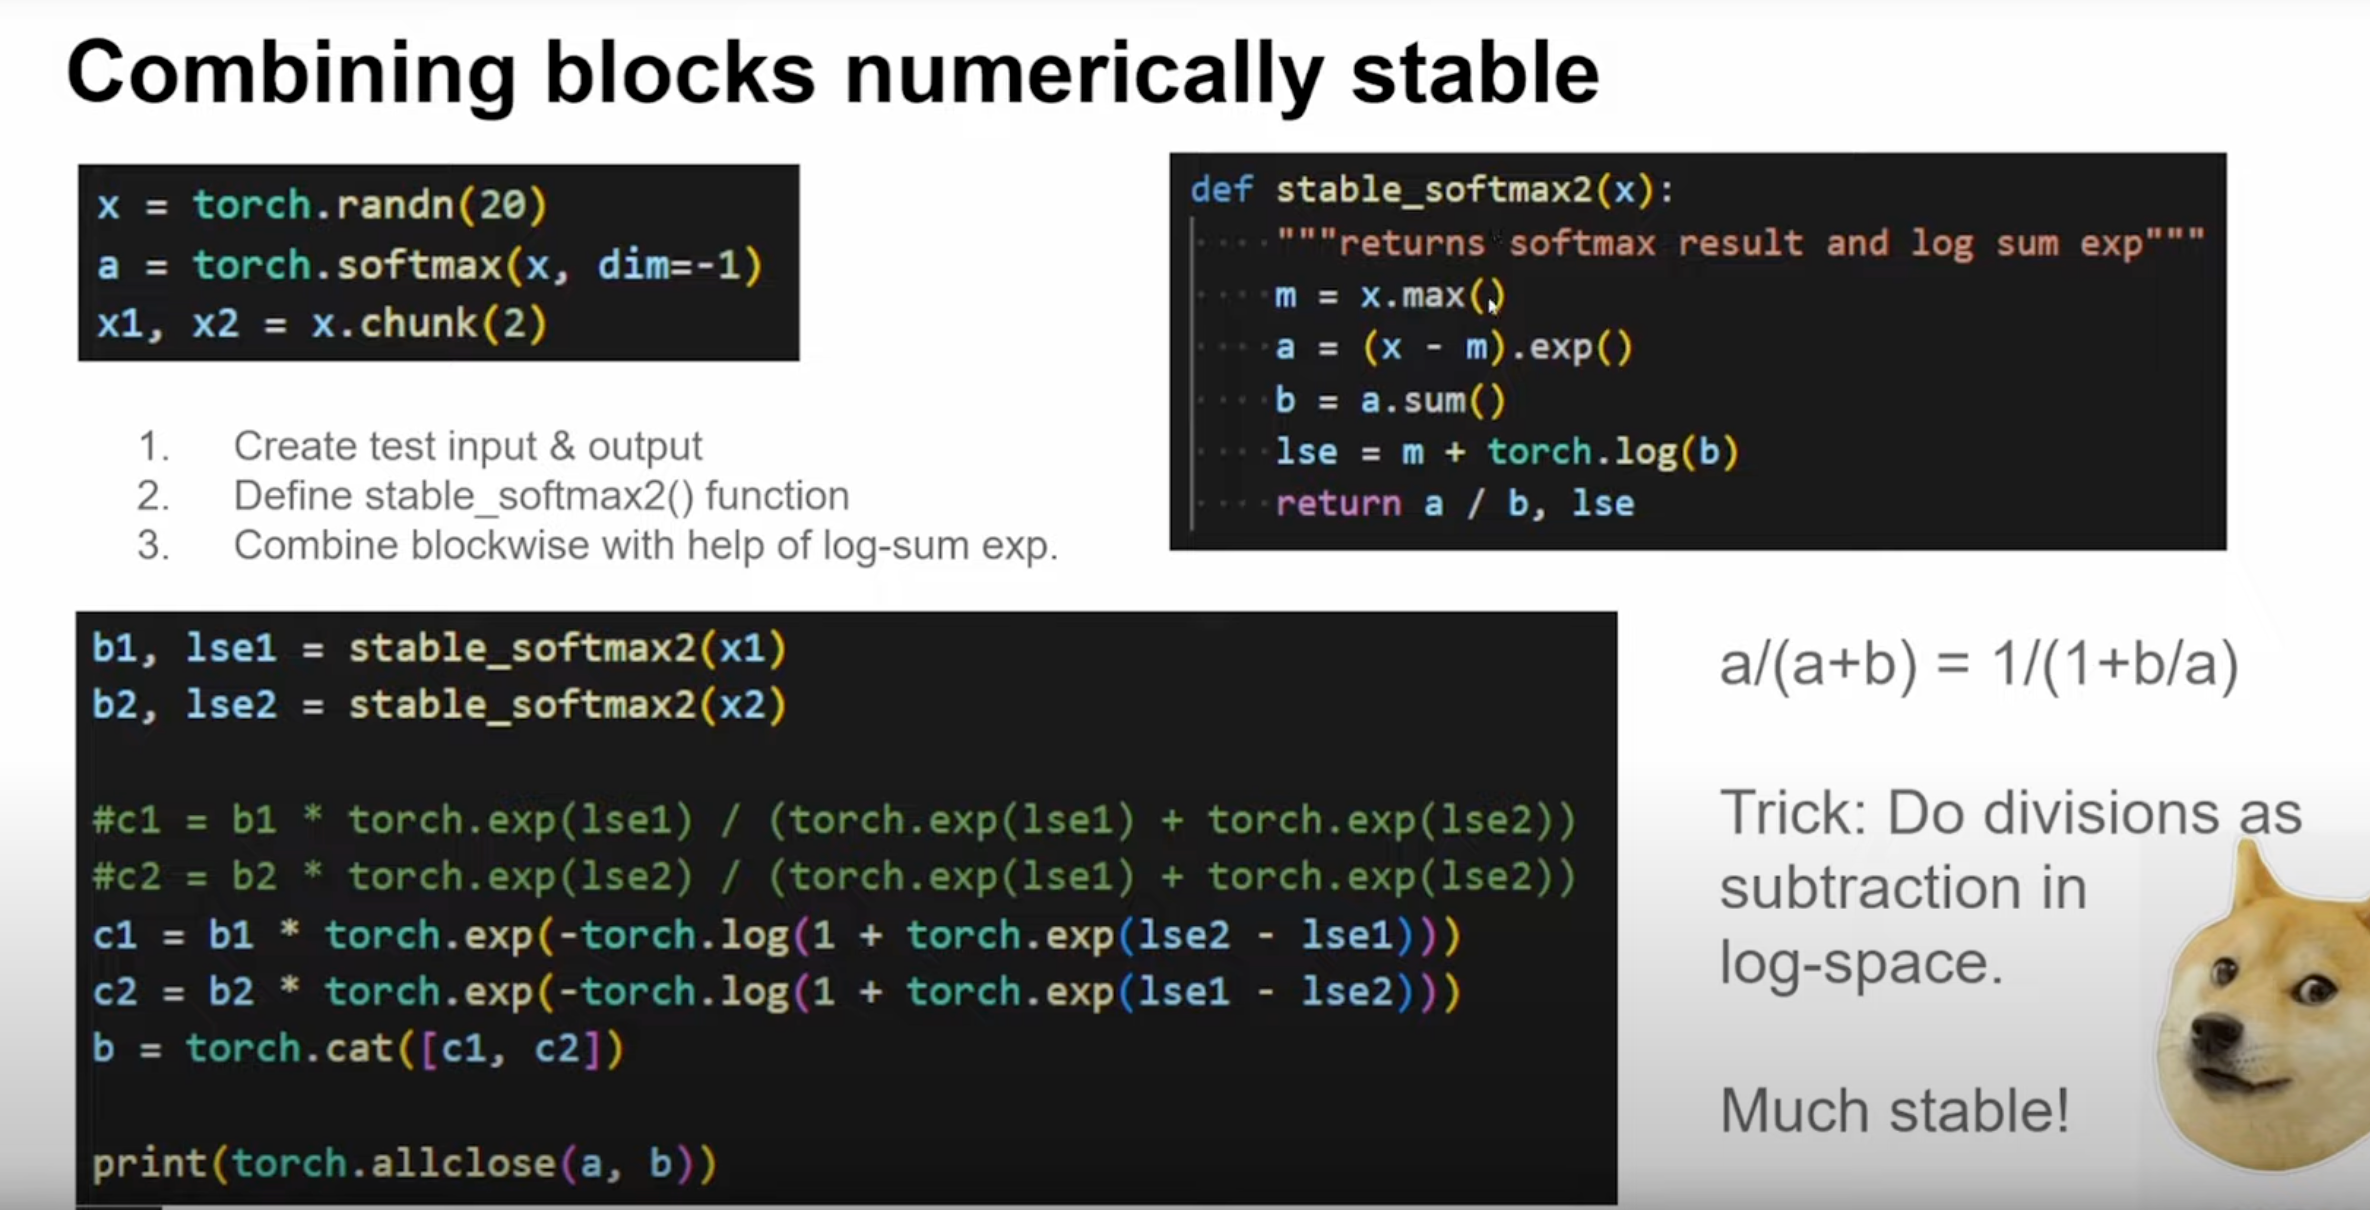 Combining blocks numerically stable
x = torch.randn(20)
a = torch.softmax(x, dim=-1)
x1, x2 = x.chunk(2)
def stable_softmax2(x):
"""returns softmax result and log sum exp"""
m = x.max()
a = (x - m).exp()
b = a.sum()
lse = m + torch.log(b)
return a / b, lse
1. Create test input & output
2. Define stable_softmax2() function
3. Combine blockwise with help of log-sum exp.
b1, lse1 = stable_softmax2(x1)
b2, lse2 = stable_softmax2(x2)
#c1 = b1 * torch.exp(lse1) / (torch.exp(lse1) + torch.exp(lse2))
#c2 = b2 * torch.exp(lse2) / (torch.exp(lse1) + torch.exp(lse2))
c1 = b1 * torch.exp(-torch.log(1 + torch.exp(lse2 - lse1)))
c2 = b2 * torch.exp(-torch.log(1 + torch.exp(lse1 - lse2)))
b = torch.cat([c1, c2])
print(torch.allclose(a, b))
a/(a+b) = 1/(1+b/a)
Trick: Do divisions as
subtraction in
log-space.
Much stable!